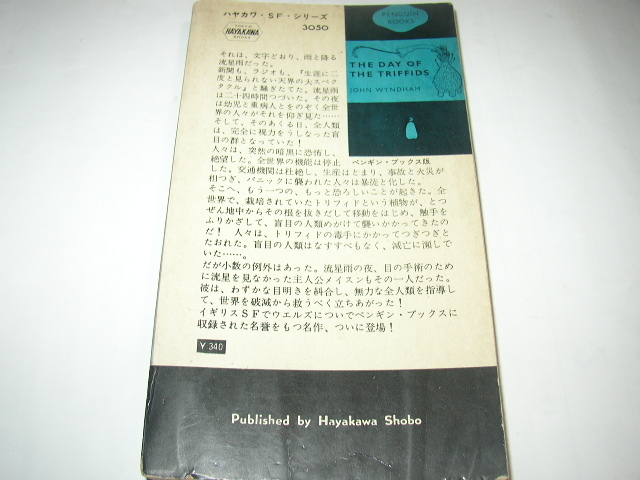 ハヤカワ・SF・シリーズ
TOKYO
HAYAKAWA
BOOKS
3050
PENGUIN
BOOKS
THE DAY OF
THE TRIFFIDS
JOHN WYNDHAM
ペンギン・ブックス版
それは、文字どおり、雨と降る
流星雨だった。
新聞も、ラジオも、『生涯に二
度と見られない天界の大スペク
タクル』と騒ぎたてた。流星雨
は二十四時間つづいた。その夜
は幼児と重病人とをのぞく全世
界の人々がそれを仰ぎ見た……
そして、そのあくる日、全人類
は、完全に視力をうしなった盲
目の群となっていた！
人々は、突然の暗黒に恐怖し、
絶望した。全世界の機能は停止
した。交通機関は杜絶し、生産はとまり、事故と火災が
相つぎ、パニックに襲われた人々は暴徒と化した。
そこへ、もう一つの、もっと恐ろしいことが起きた。全
世界で、栽培されていたトリフィドという植物が、とつ
ぜん地中からその根を抜きだして移動をはじめ、触手を
ふりかざして、盲目の人類めがけて襲いかかってきたの
だ！　人々は、トリフィドの毒手にかかってつぎつぎと
たおれた。盲目の人類はなすすべもなく、滅亡に瀕して
いた……。
だが小数の例外はあった。流星雨の夜、目の手術のため
に流星を見なかった主人公メイスンもその一人だった。
彼は、わずかな目明きを糾合し、無力な全人類を指導し
て、世界を破滅から救うべく立ちあがった！
イギリスSFでウエルズについでペンギン・ブックスに
収録された名誉をもつ名作、ついに登場！
￥340
Published by Hayakawa Shobo